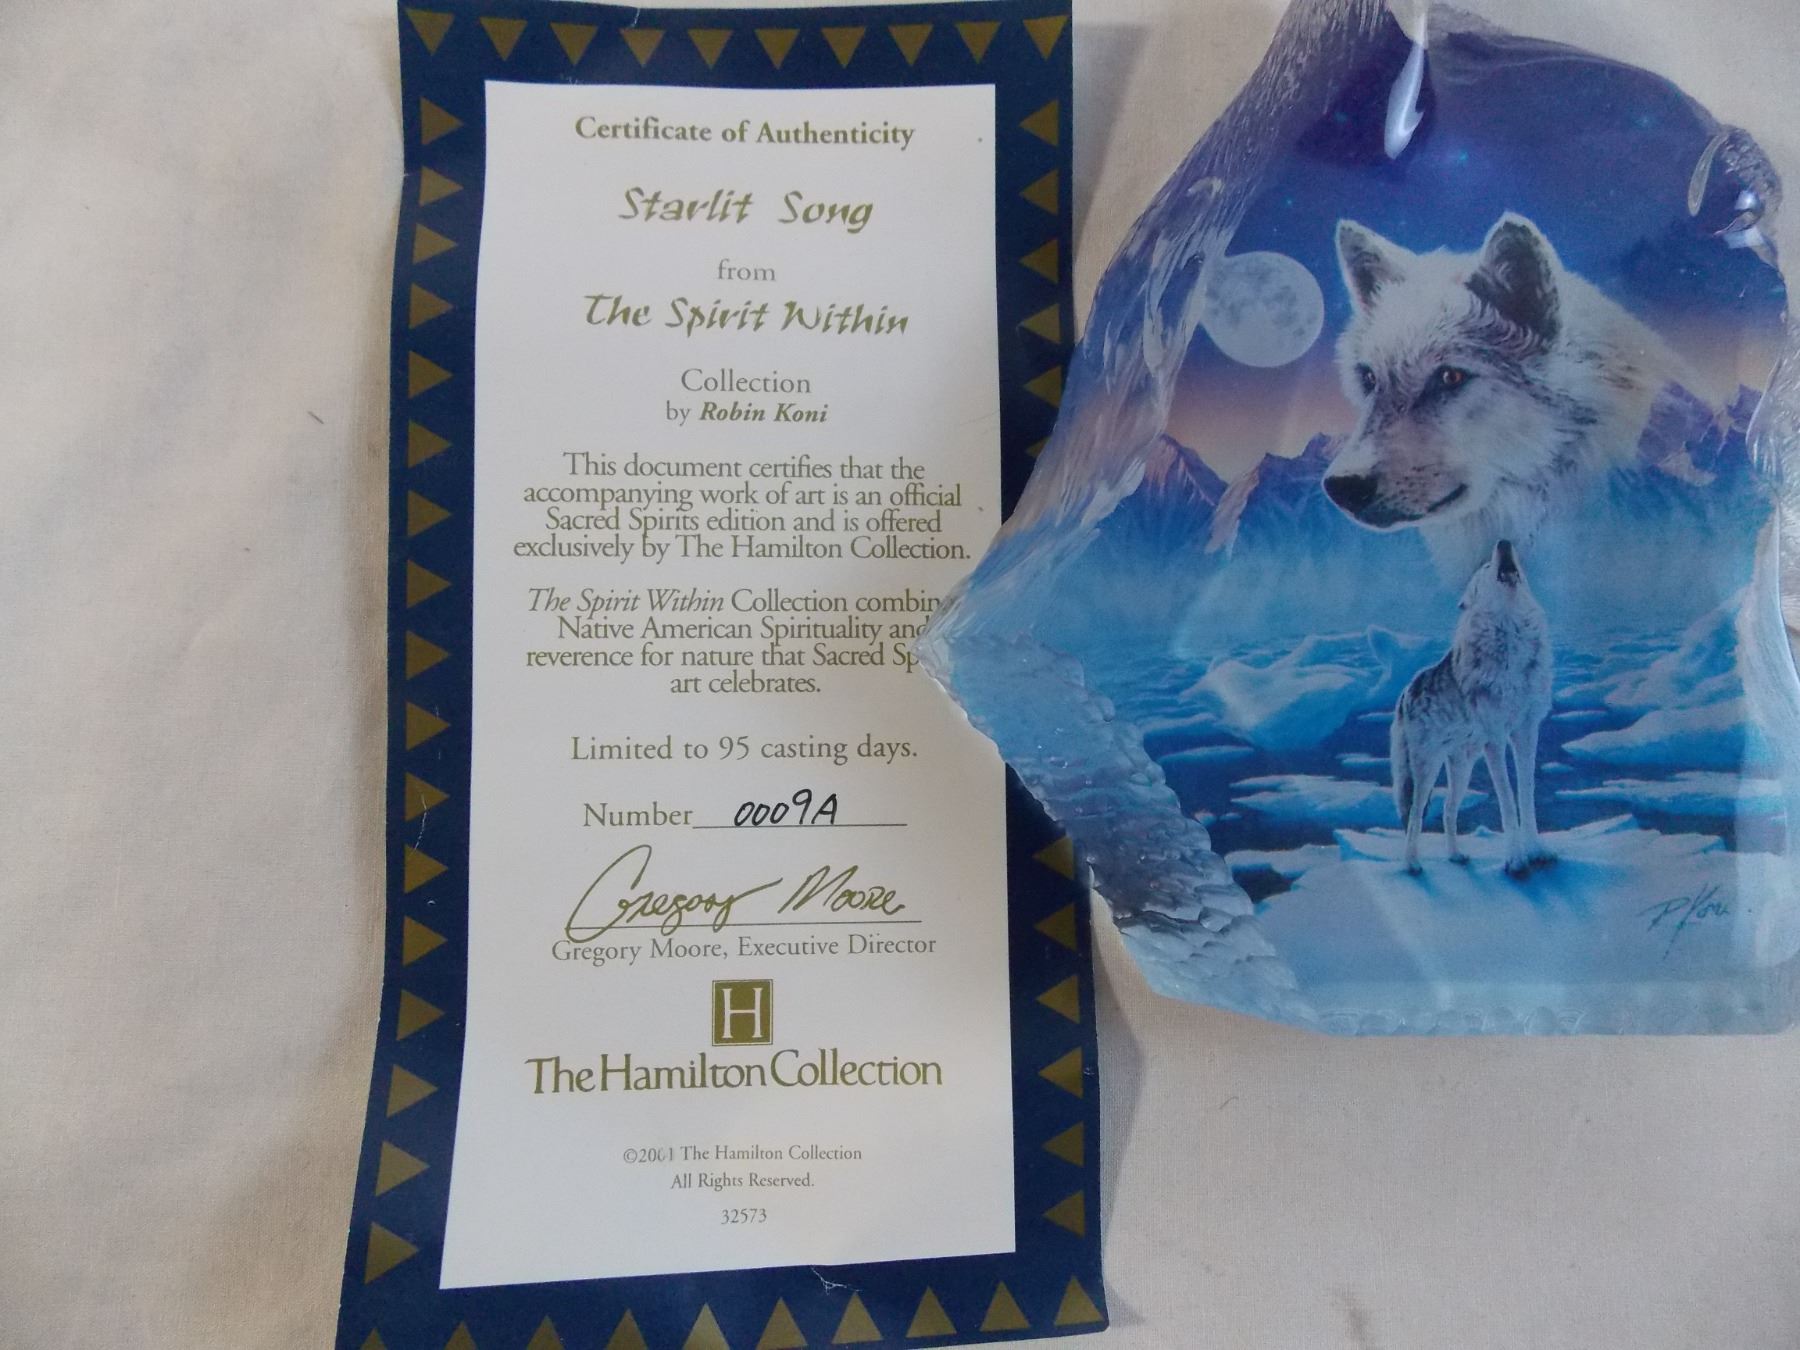 Certificate of Authenticity
Starlit Song
from
The Spirit Within
Collection
by Robin Koni
This document certifies that the
accompanying work of art is an official
Sacred Spirits edition and is offered
exclusively by The Hamilton Collection.
The Spirit Within Collection combin
Native American Spirituality and
reverence for nature that Sacred Sp
art celebrates.
Limited to 95 casting days.
Number 0009A
Gregory Moore
Gregory Moore, Executive Director
H
The Hamilton Collection
©2001 The Hamilton Collection
All Rights Reserved.
32573
R Koni